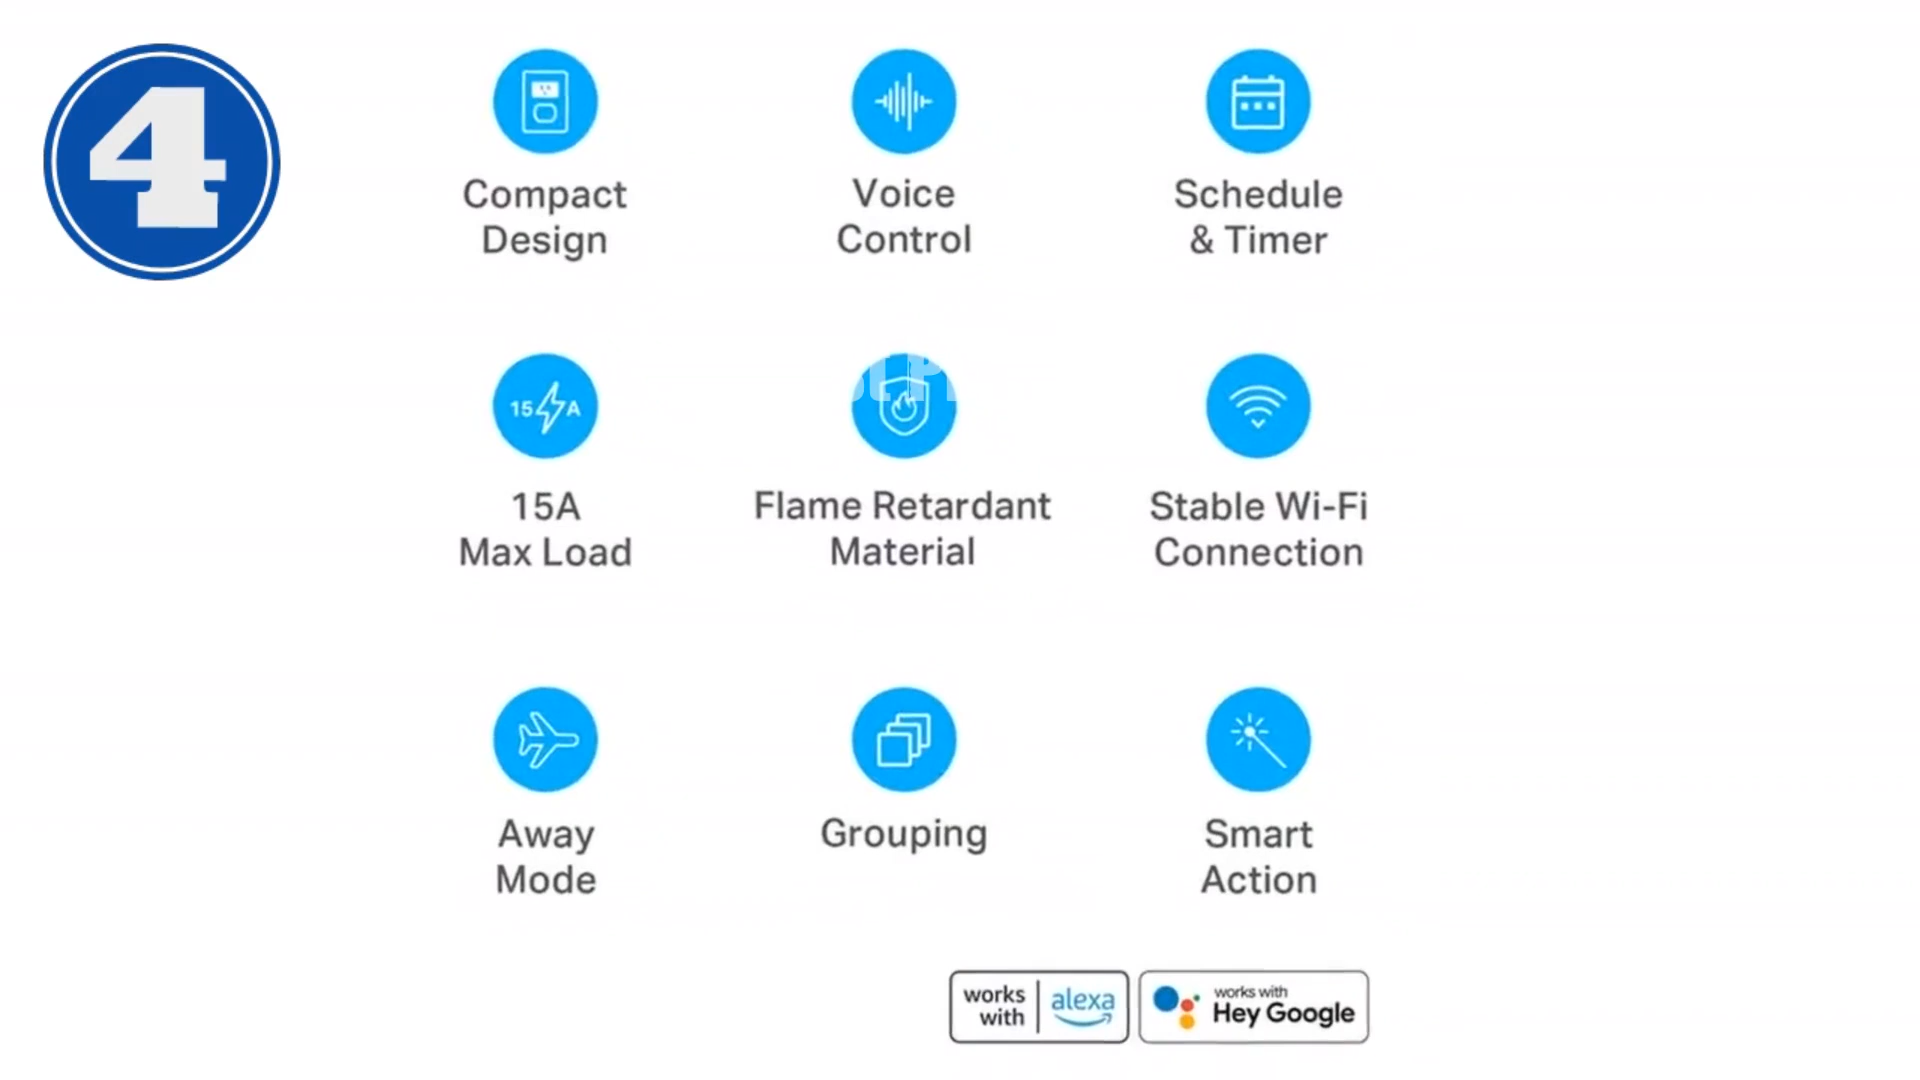 4
Compact
Design
Voice
Control
Schedule
& Timer
15 A
15A
Max Load
Flame Retardant
Material
Stable Wi-Fi
Connection
Away
Mode
Grouping
Smart
Action
works
with
alexa
works with
Hey Google